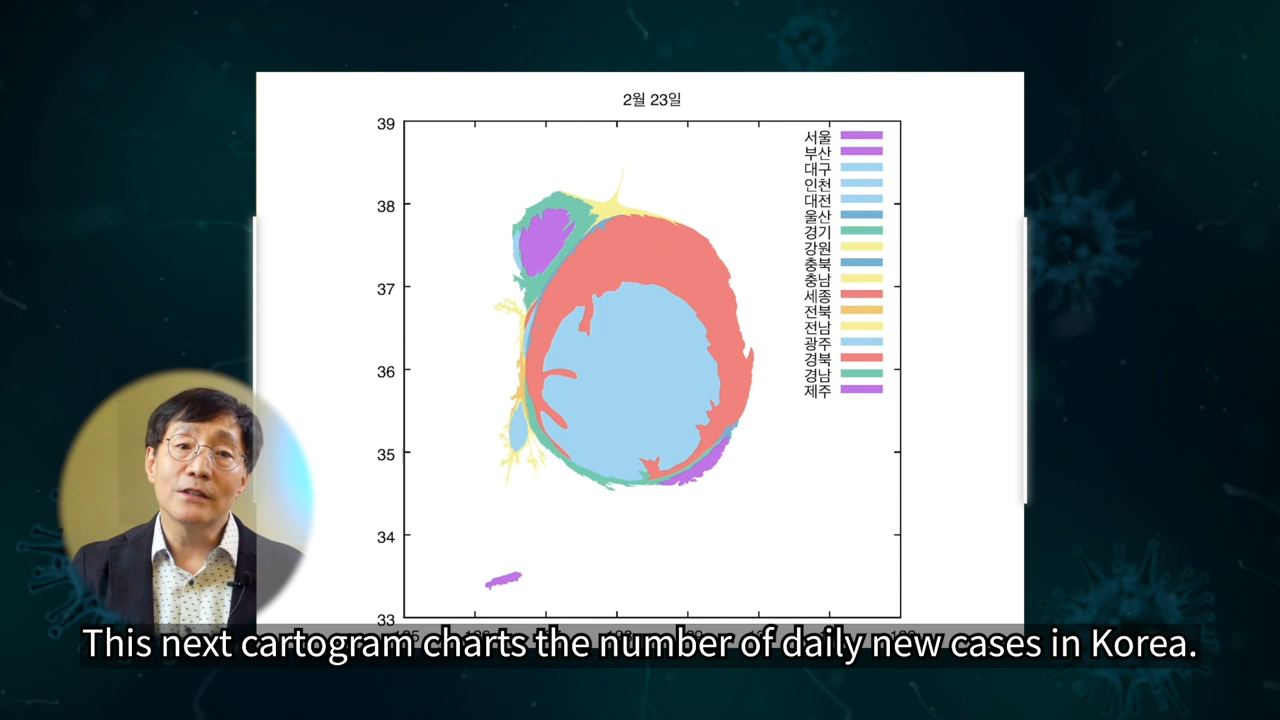 2월 23일
39
38
37
36
35
34
33
서울
부산
대구
인천
대전
울산
경기
강원
충북
충남
세종
전북
전남
광주
경북
경남
제주
This next cartogram charts the number of daily new cases in Korea.